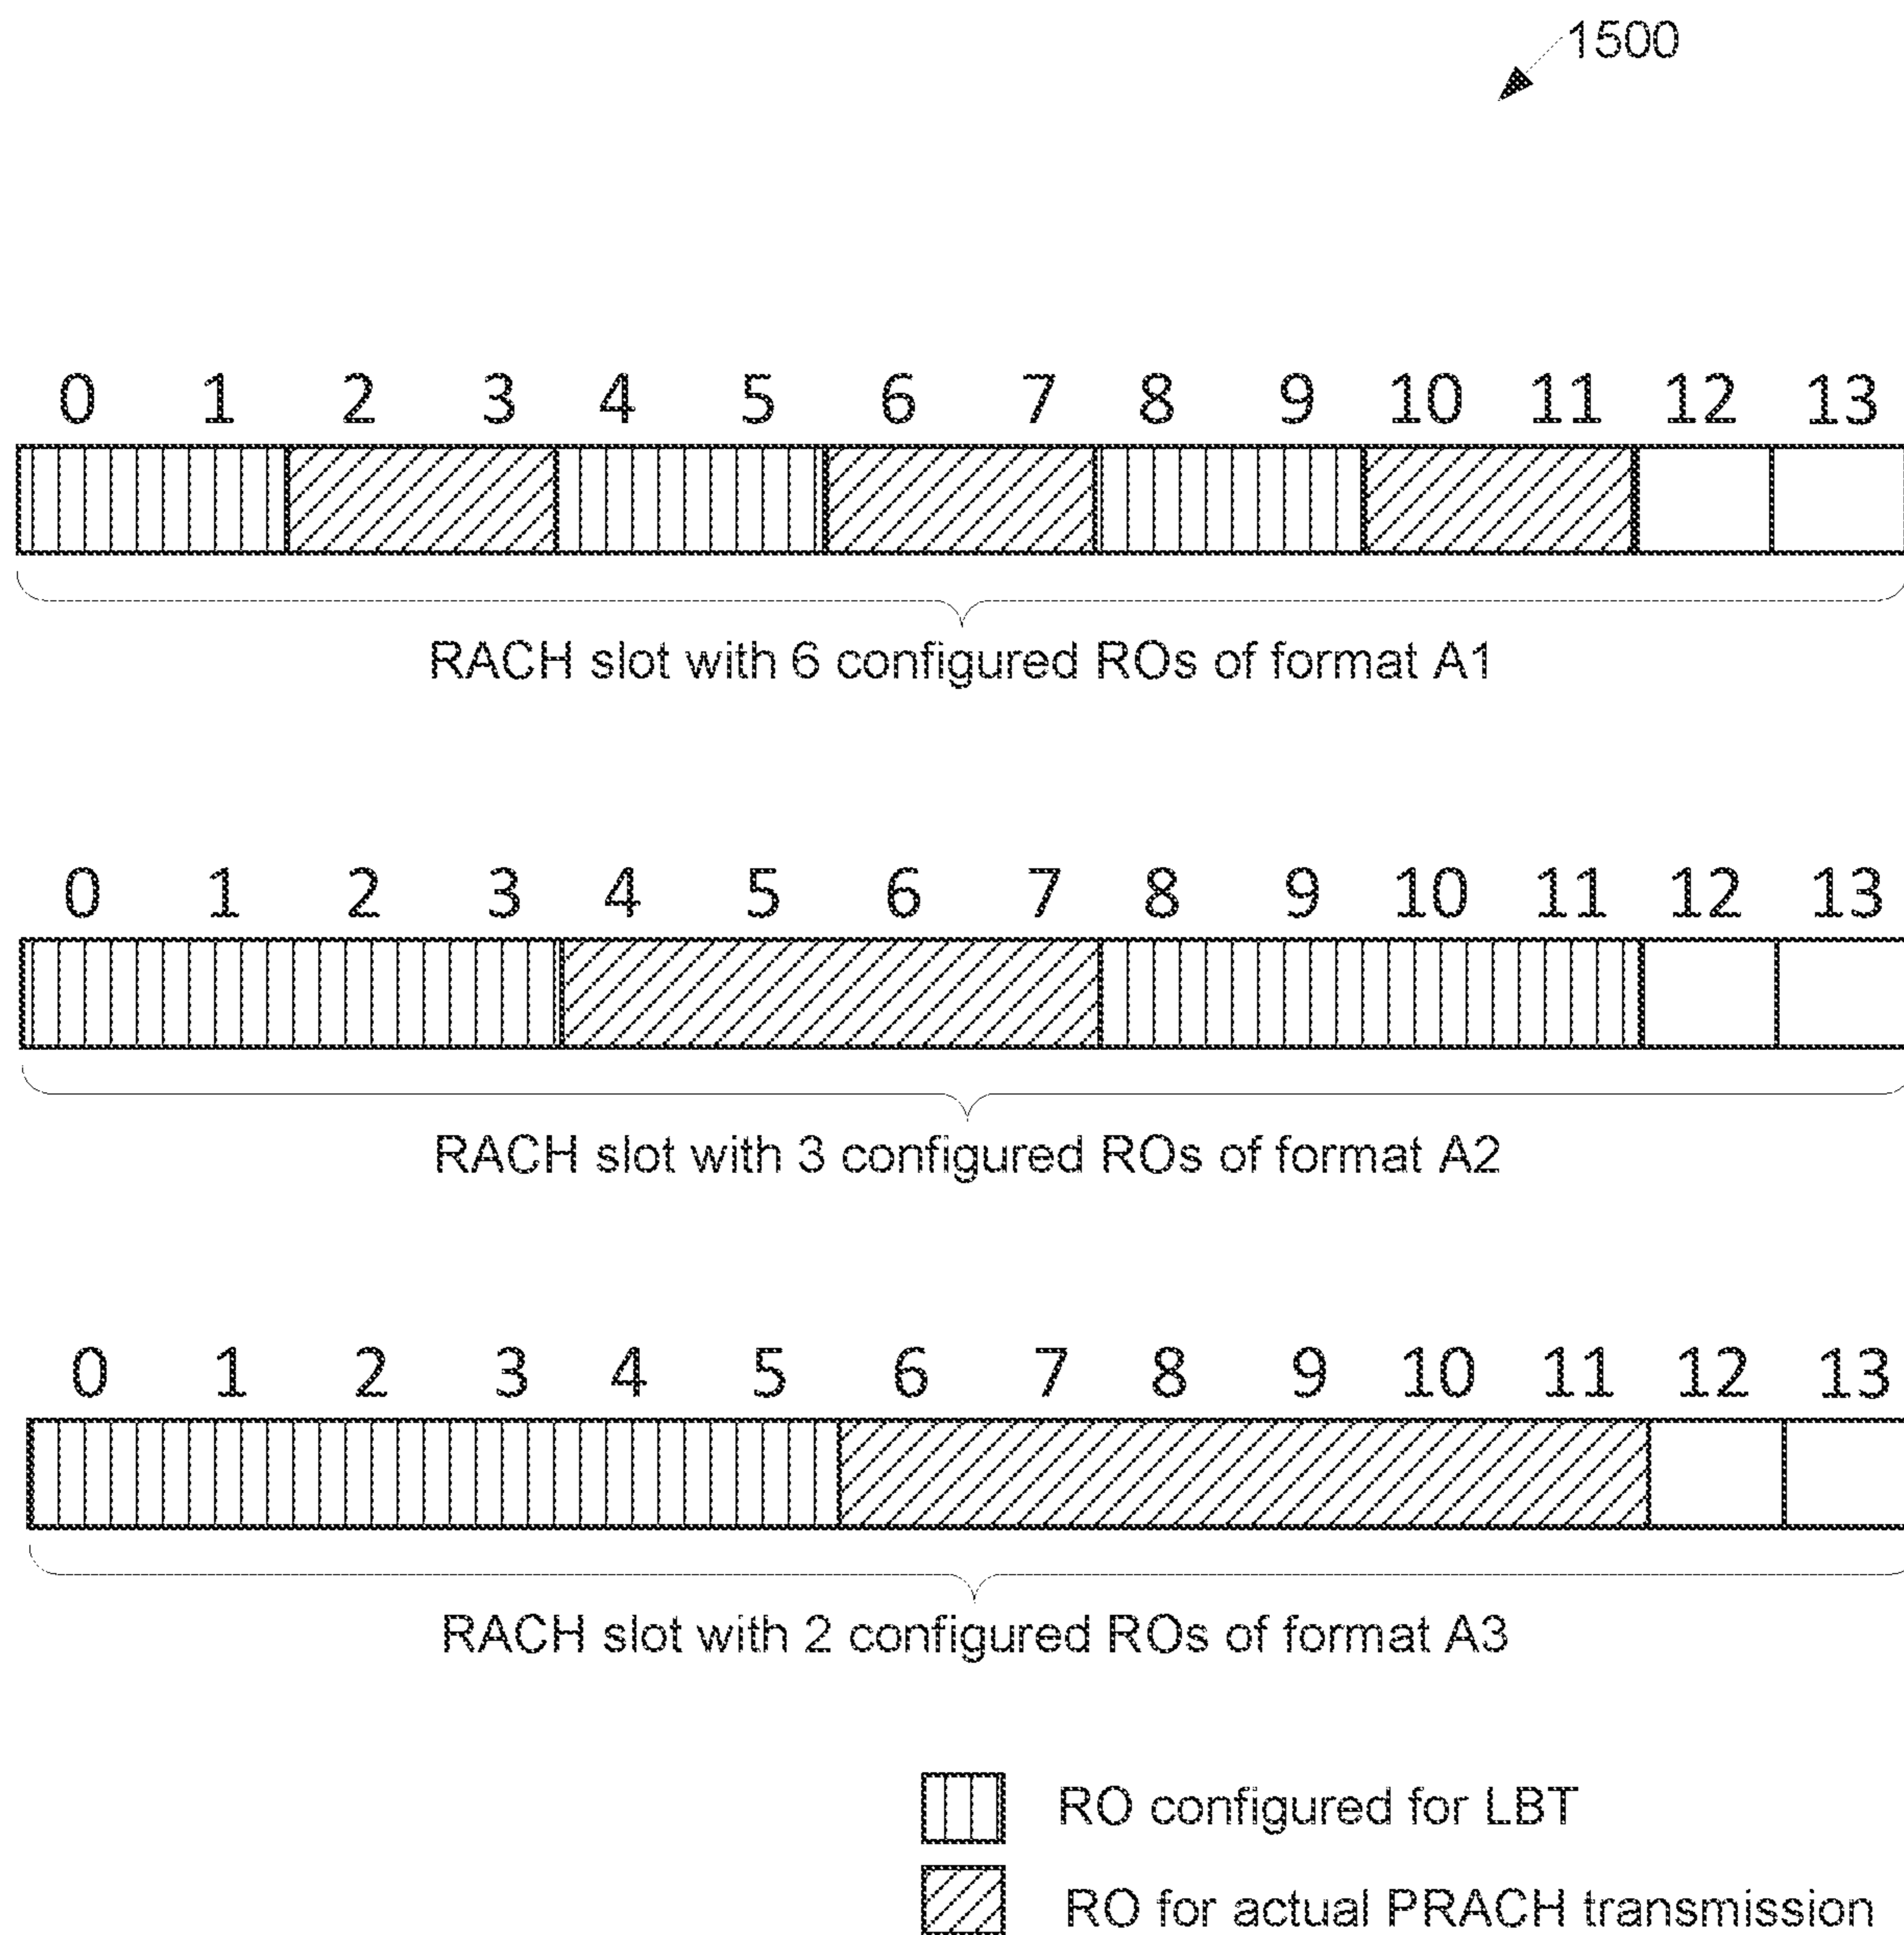 1500
0 1 2 3 4 5 6 7 8 9 10 11 12 13
RACH slot with 6 configured ROs of format A1
0 1 2 3 4 5 6 7 8 9 10 11 12 13
RACH slot with 3 configured ROs of format A2
0 1 2 3 4 5 6 7 8 9 10 11 12 13
RACH slot with 2 configured ROs of format A3
RO configured for LBT
RO for actual PRACH transmission